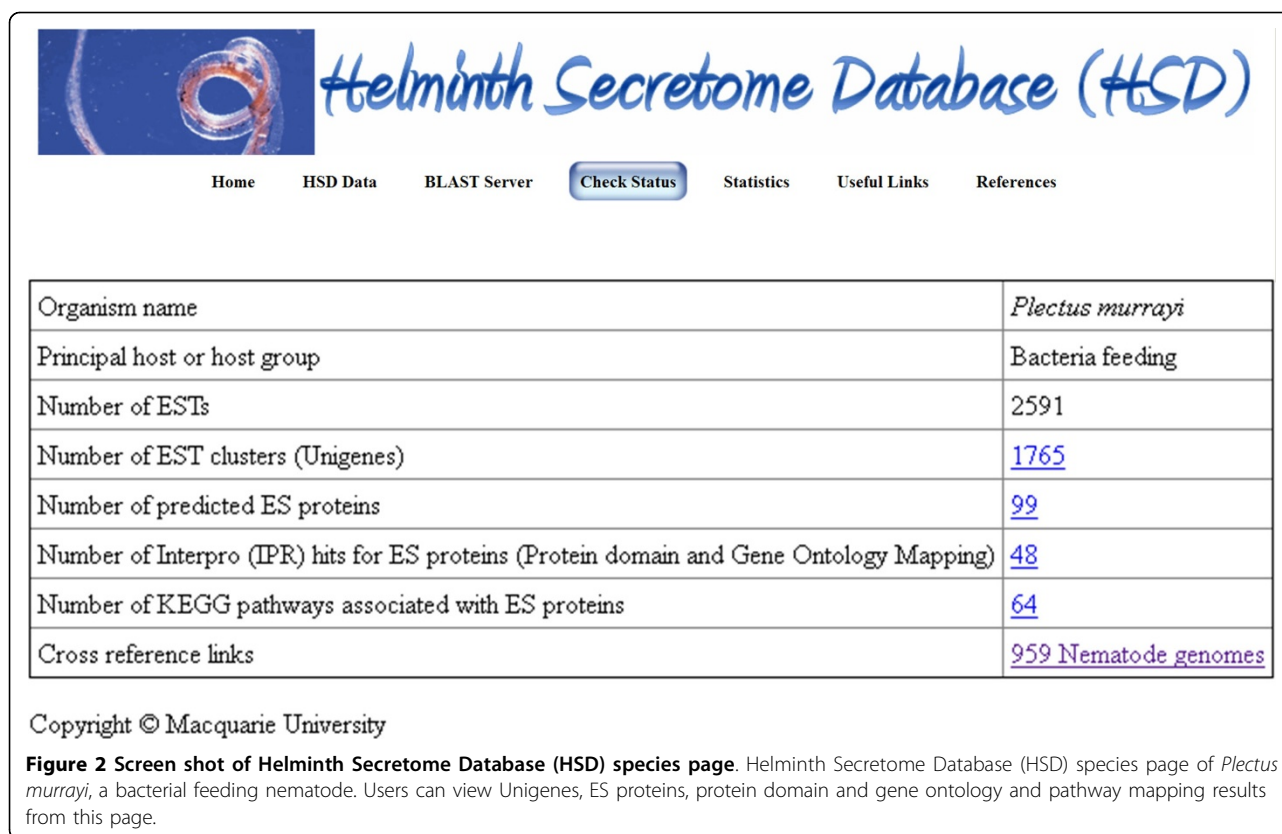 Helminth Secretome Database (HSD)
Home HSD Data BLAST Server Check Status Statistics Useful Links References
Organism name Plectus murrayi
Principal host or host group Bacteria feeding
Number of ESTs 2591
Number of EST clusters (Unigenes) 1765
Number of predicted ES proteins 99
Number of Interpro (IPR) hits for ES proteins (Protein domain and Gene Ontology Mapping) 48
Number of KEGG pathways associated with ES proteins 64
Cross reference links 959 Nematode genomes
Copyright © Macquarie University
Figure 2 Screen shot of Helminth Secretome Database (HSD) species page. Helminth Secretome Database (HSD) species page of Plectus
murrayi, a bacterial feeding nematode. Users can view Unigenes, ES proteins, protein domain and gene ontology and pathway mapping results
from this page.